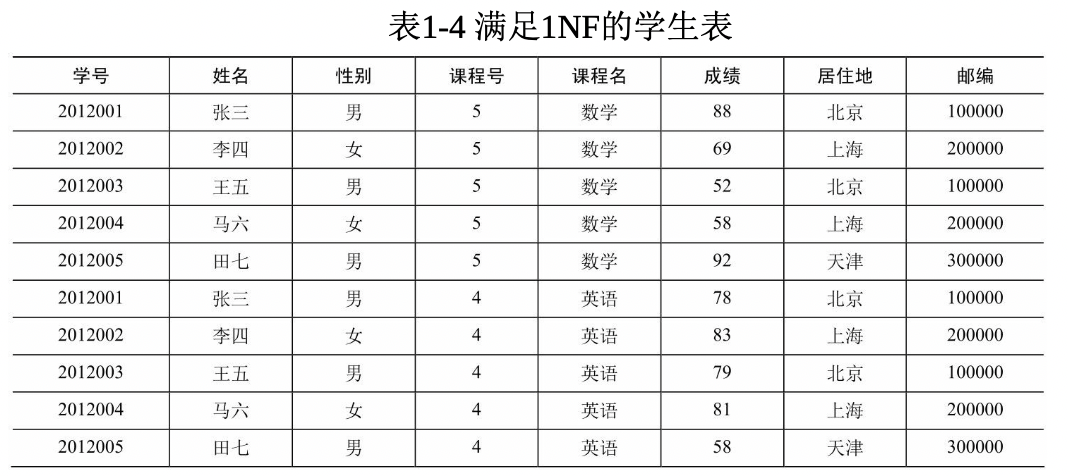 表1-4 满足1NF的学生表
学号 姓名 性别 课程号 课程名 成绩 居住地 邮编
2012001 张三 男 5 数学 88 北京 100000
2012002 李四 女 5 数学 69 上海 200000
2012003 王五 男 5 数学 52 北京 100000
2012004 马六 女 5 数学 58 上海 200000
2012005 田七 男 5 数学 92 天津 300000
2012001 张三 男 4 英语 78 北京 100000
2012002 李四 女 4 英语 83 上海 200000
2012003 王五 男 4 英语 79 北京 100000
2012004 马六 女 4 英语 81 上海 200000
2012005 田七 男 4 英语 58 天津 300000